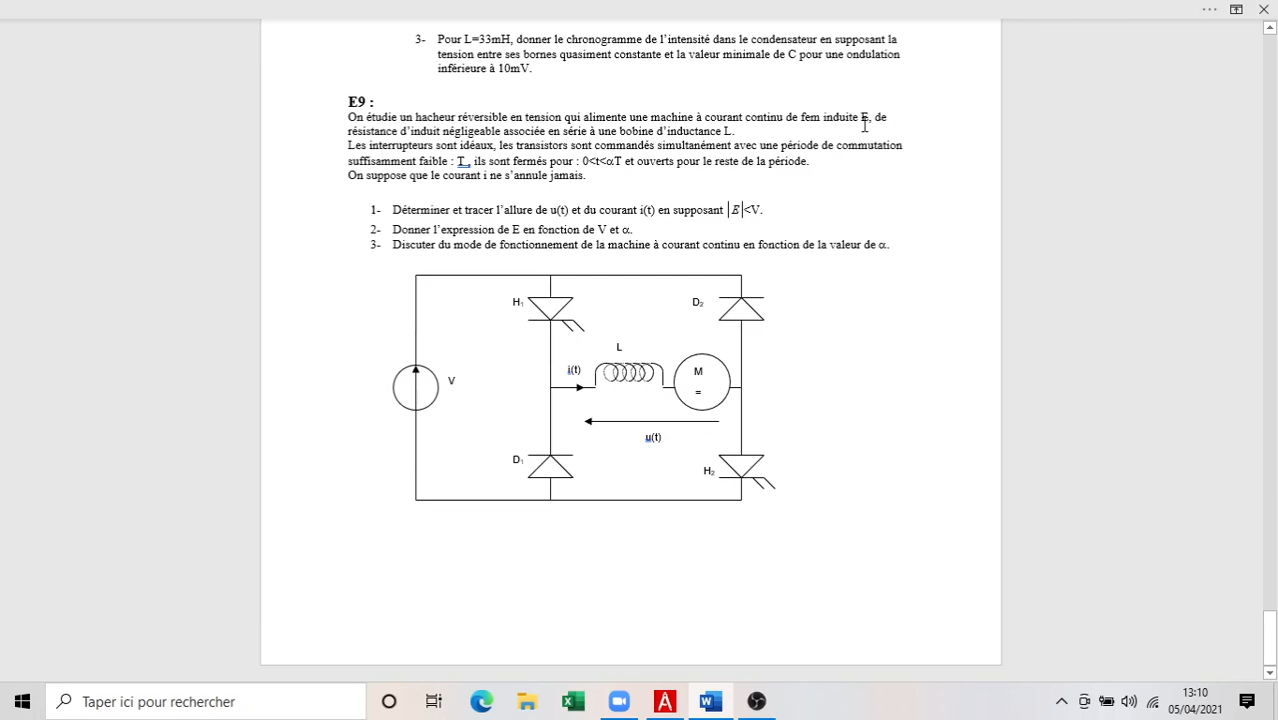 3- Pour L=33mH, donner le chronogramme de l'intensité dans le condensateur en supposant la
tension entre ses bornes quasiment constante et la valeur minimale de C pour une ondulation
inférieure à 10mV.
E9 :
On étudie un hacheur réversible en tension qui alimente une machine à courant continu de fem induite E, de
résistance d'induit négligeable associée en série à une bobine d'inductance L.
Les interrupteurs sont idéaux, les transistors sont commandés simultanément avec une période de commutation
suffisamment faible : T , ils sont fermés pour : 0<t<αT et ouverts pour le reste de la période.
On suppose que le courant i ne s'annule jamais.
1- Déterminer et tracer l'allure de u(t) et du courant i(t) en supposant |E|<V.
2- Donner l'expression de E en fonction de V et α.
3- Discuter du mode de fonctionnement de la machine à courant continu en fonction de la valeur de α.
H1
D2
L
i(t)
M
=
V
u(t)
D1
H2
Taper ici pour rechercher
13:10
05/04/2021